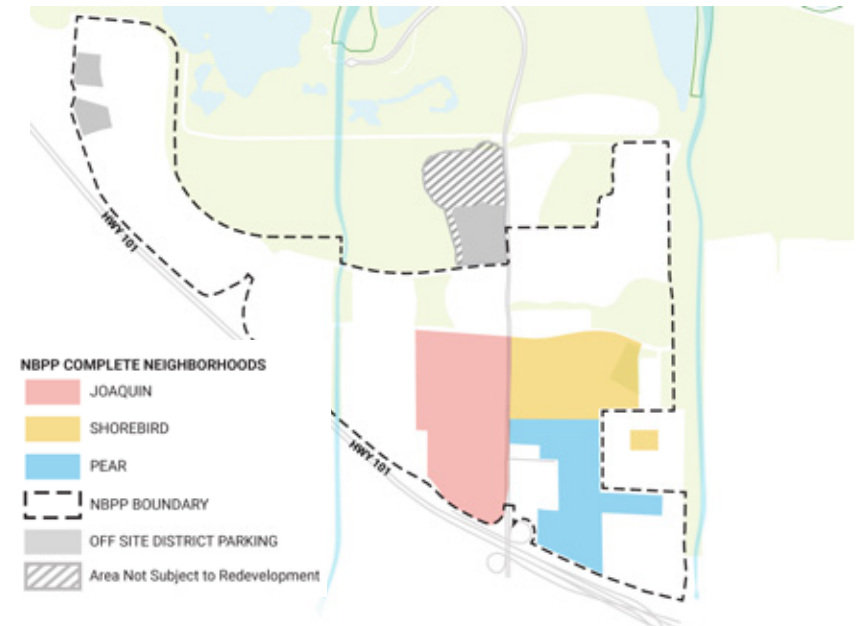 HWY 101
NBPP COMPLETE NEIGHBORHOODS
JOAQUIN
SHOREBIRD
PEAR
HWY 101
NBPP BOUNDARY
OFF SITE DISTRICT PARKING
Area Not Subject to Redevelopment